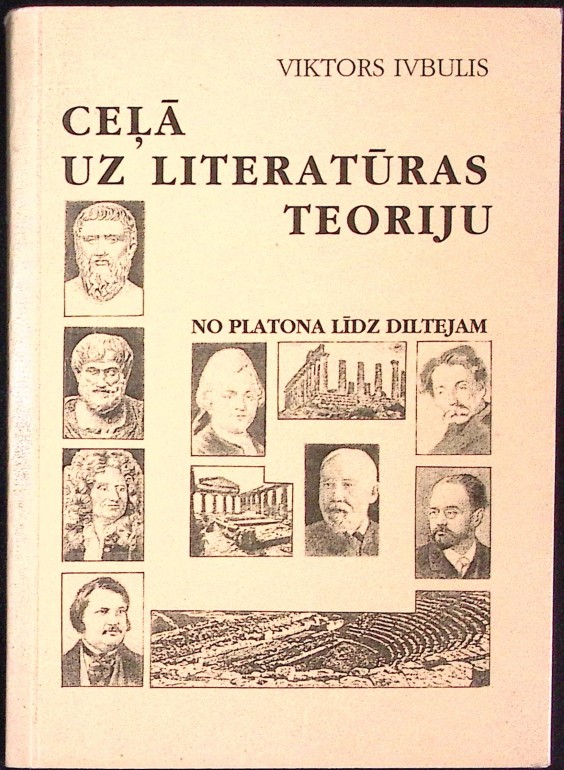 VIKTORS IVBULIS
CEĻĀ
UZ LITERATŪRAS
TEORIJU
NO PLATONA LĪDZ DILTEJAM